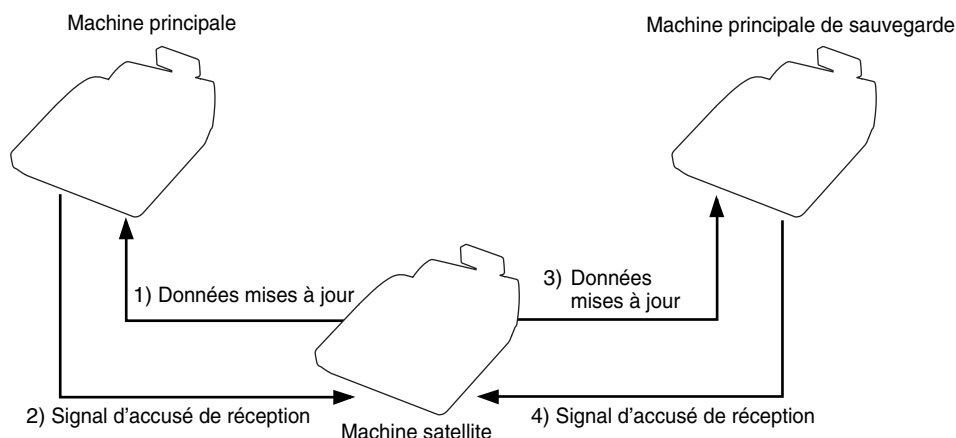 Machine principale
Machine principale de sauvegarde
1) Données mises à jour
3) Données
mises à jour
2) Signal d’accusé de réception
4) Signal d’accusé de réception
Machine satellite